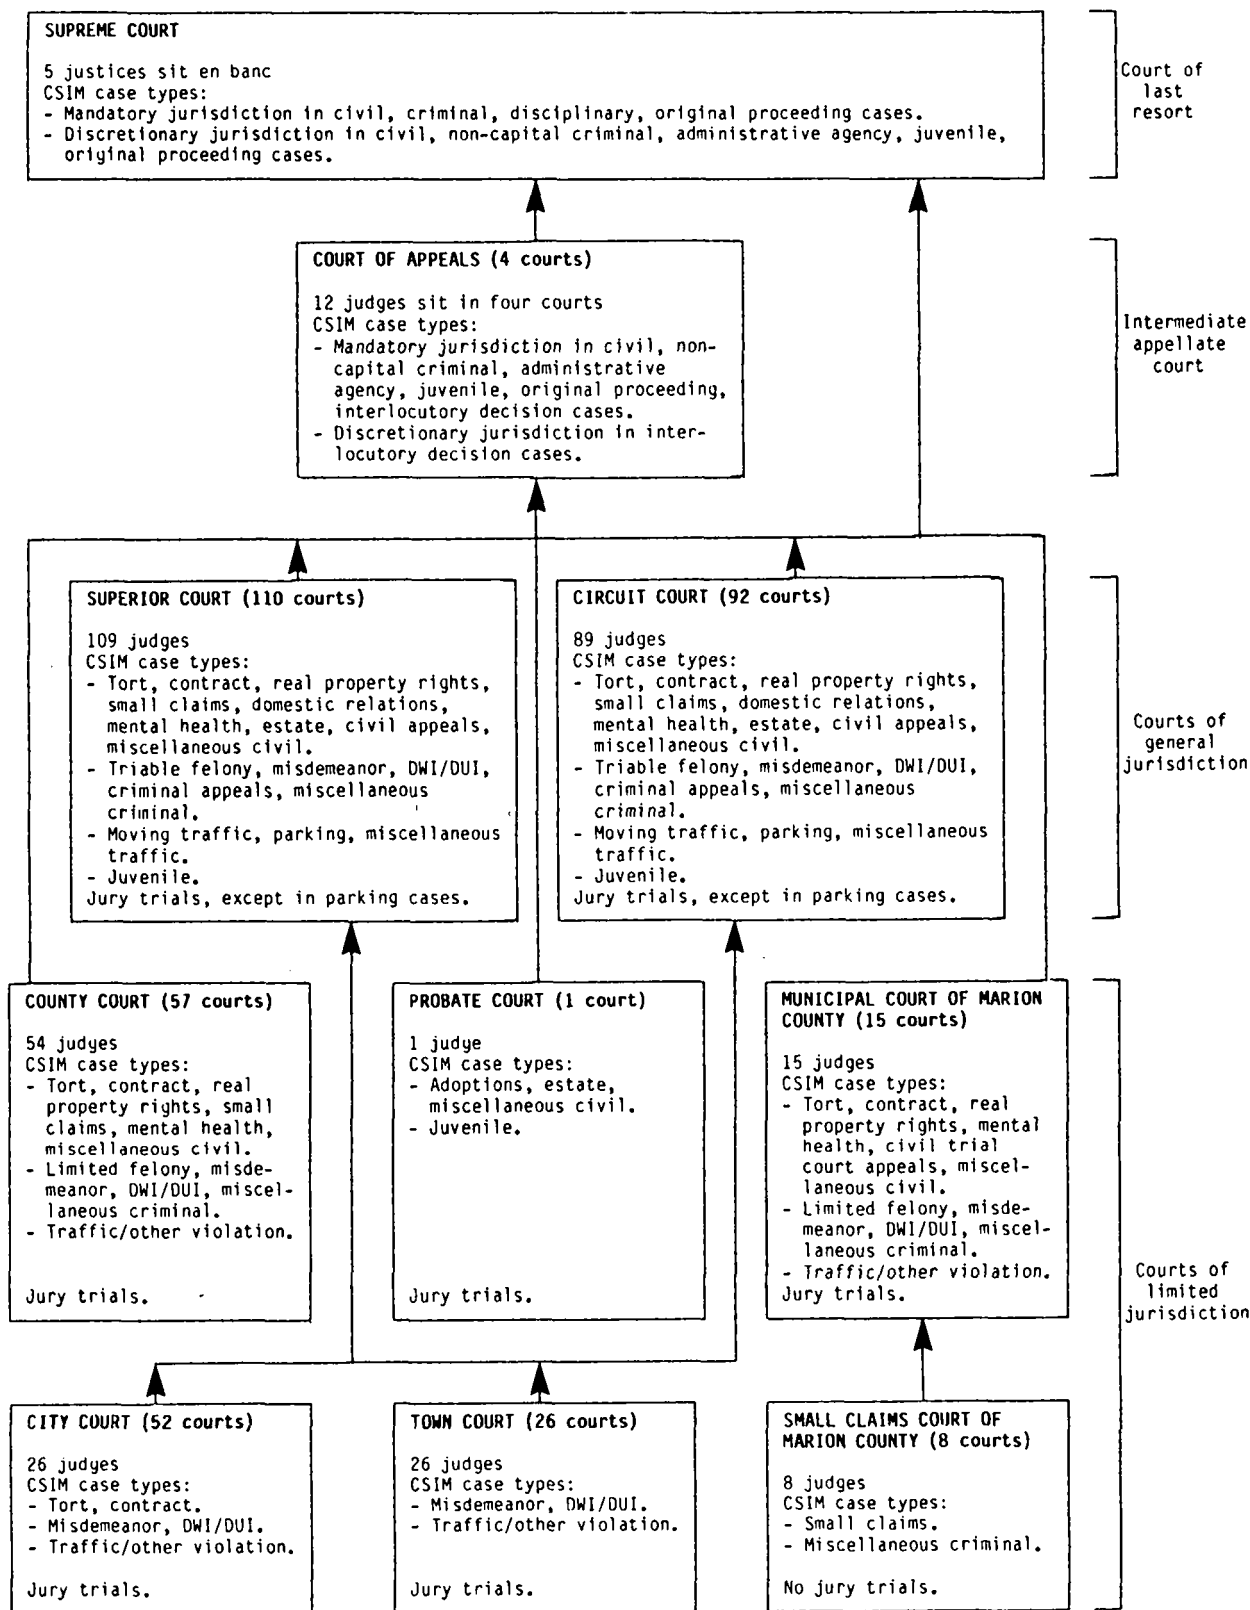 SUPREME COURT
5 justices sit en banc
CSIM case types:
- Mandatory jurisdiction in civil, criminal, disciplinary, original proceeding cases.
- Discretionary jurisdiction in civil, non-capital criminal, administrative agency, juvenile,
original proceeding cases.
Court of
last
resort
COURT OF APPEALS (4 courts)
12 judges sit in four courts
CSIM case types:
- Mandatory jurisdiction in civil, non-
capital criminal, administrative
agency, juvenile, original proceeding,
interlocutory decision cases.
- Discretionary jurisdiction in inter-
locutory decision cases.
Intermediate
appellate
court
SUPERIOR COURT (110 courts)
109 judges
CSIM case types:
- Tort, contract, real property rights,
small claims, domestic relations,
mental health, estate, civil appeals,
miscellaneous civil.
- Triable felony, misdemeanor, DWI/DUI,
criminal appeals, miscellaneous
criminal.
- Moving traffic, parking, miscellaneous
traffic.
- Juvenile.
Jury trials, except in parking cases.
CIRCUIT COURT (92 courts)
89 judges
CSIM case types:
- Tort, contract, real property rights,
small claims, domestic relations,
mental health, estate, civil appeals,
miscellaneous civil.
- Triable felony, misdemeanor, DWI/DUI,
criminal appeals, miscellaneous
criminal.
- Moving traffic, parking, miscellaneous
traffic.
- Juvenile.
Jury trials, except in parking cases.
Courts of
general
jurisdiction
COUNTY COURT (57 courts)
54 judges
CSIM case types:
- Tort, contract, real
property rights, small
claims, mental health,
miscellaneous civil.
- Limited felony, misde-
meanor, DWI/DUI, miscel-
laneous criminal.
- Traffic/other violation.
Jury trials.
PROBATE COURT (1 court)
1 judge
CSIM case types:
- Adoptions, estate,
miscellaneous civil.
- Juvenile.
Jury trials.
MUNICIPAL COURT OF MARION
COUNTY (15 courts)
15 judges
CSIM case types:
- Tort, contract, real
property rights, mental
health, civil trial
court appeals, miscel-
laneous civil.
- Limited felony, misde-
meanor, DWI/DUI, miscel-
laneous criminal.
- Traffic/other violation.
Jury trials.
Courts of
limited
jurisdiction
CITY COURT (52 courts)
26 judges
CSIM case types:
- Tort, contract.
- Misdemeanor, DWI/DUI.
- Traffic/other violation.
Jury trials.
TOWN COURT (26 courts)
26 judges
CSIM case types:
- Misdemeanor, DWI/DUI.
- Traffic/other violation.
Jury trials.
SMALL CLAIMS COURT OF
MARION COUNTY (8 courts)
8 judges
CSIM case types:
- Small claims.
- Miscellaneous criminal.
No jury trials.